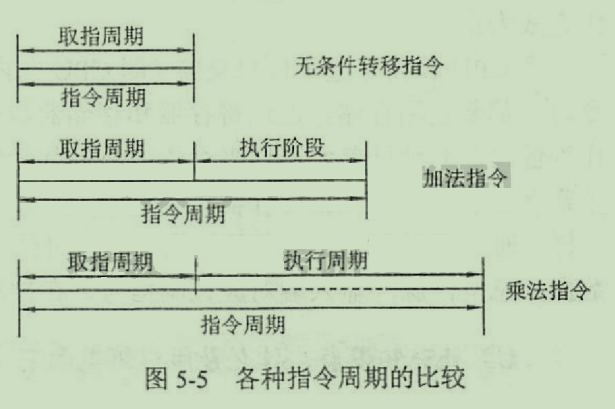 取指周期
无条件转移指令
指令周期
取指周期 执行阶段
加法指令
指令周期
取指周期 执行周期
乘法指令
指令周期
图 5-5 各种指令周期的比较